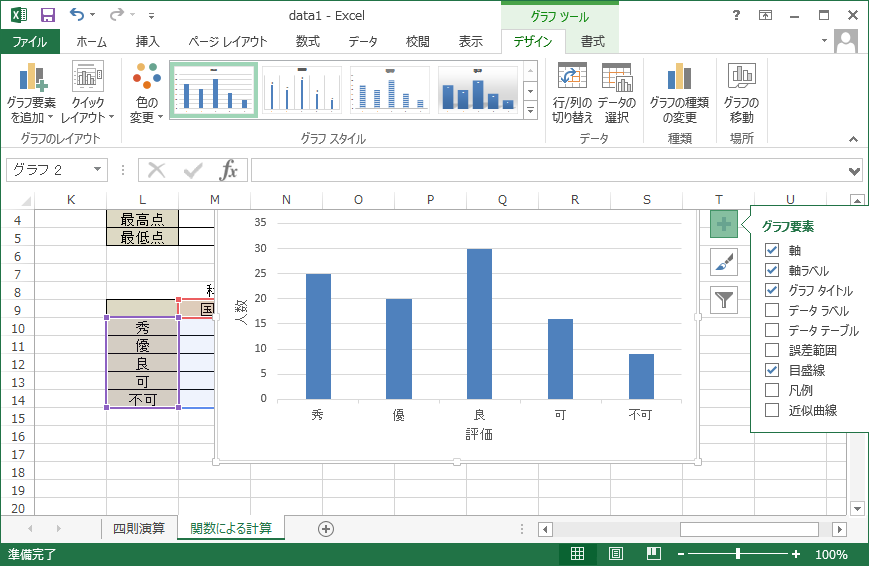 data1 - Excel
グラフ ツール
?
ファイル ホーム 挿入 ページ レイアウト 数式 データ 校閲 表示 デザイン 書式
グラフ要素を追加
クイックレイアウト
グラフのレイアウト
色の変更
グラフ スタイル
行/列の切り替え
データの選択
データ
グラフの種類の変更
種類
グラフの移動
場所
グラフ 2
fx
K L M N O P Q R S T U
4 最高点
5 最低点
6
7
8
9
10 秀
11 優
12 良
13 可
14 不可
15
16
17
18
19
20
35
30
25
20
15
10
5
0
人数
秀 優 良 可 不可
評価
グラフ要素
軸
軸ラベル
グラフ タイトル
データ ラベル
データ テーブル
誤差範囲
目盛線
凡例
近似曲線
四則演算 関数による計算
準備完了
100%